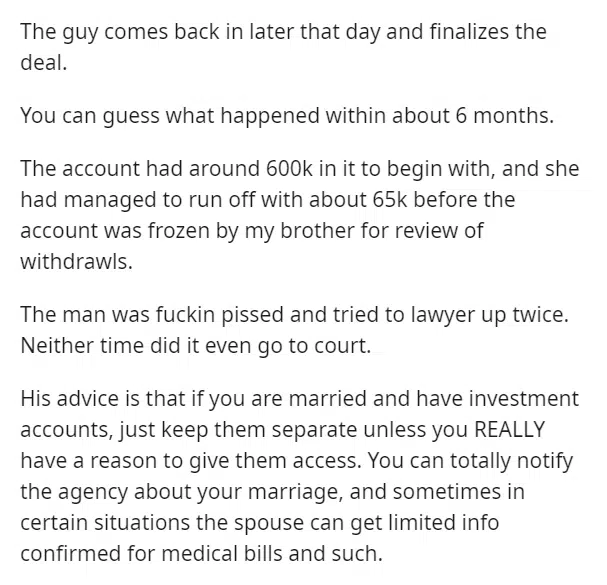 The guy comes back in later that day and finalizes the
deal.
You can guess what happened within about 6 months.
The account had around 600k in it to begin with, and she
had managed to run off with about 65k before the
account was frozen by my brother for review of
withdrawls.
The man was fuckin pissed and tried to lawyer up twice.
Neither time did it even go to court.
His advice is that if you are married and have investment
accounts, just keep them separate unless you REALLY
have a reason to give them access. You can totally notify
the agency about your marriage, and sometimes in
certain situations the spouse can get limited info
confirmed for medical bills and such.